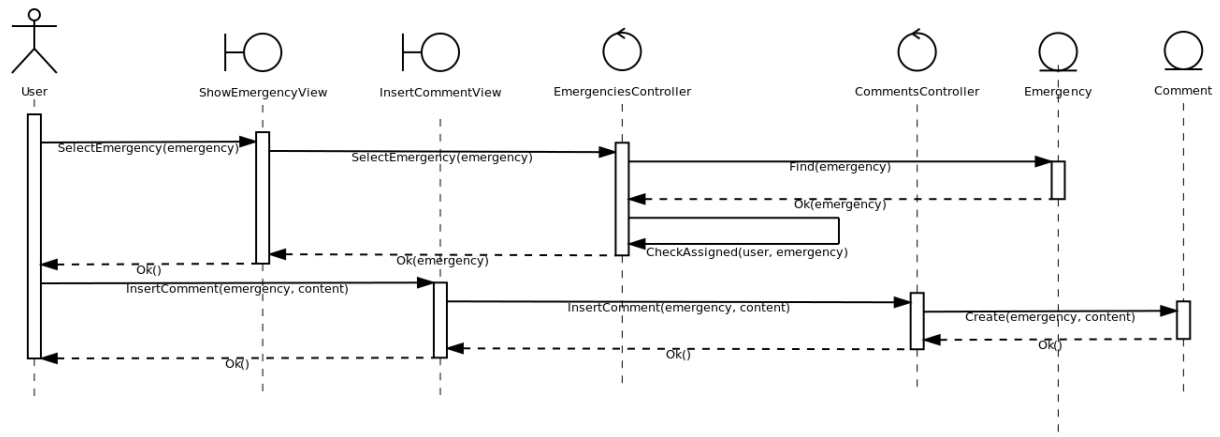 User
ShowEmergencyView
InsertCommentView
EmergenciesController
CommentsController
Emergency
Comment
SelectEmergency(emergency)
SelectEmergency(emergency)
Find(emergency)
Ok(emergency)
CheckAssigned(user, emergency)
Ok(emergency)
Ok()
InsertComment(emergency, content)
InsertComment(emergency, content)
Create(emergency, content)
Ok()
Ok()
Ok()